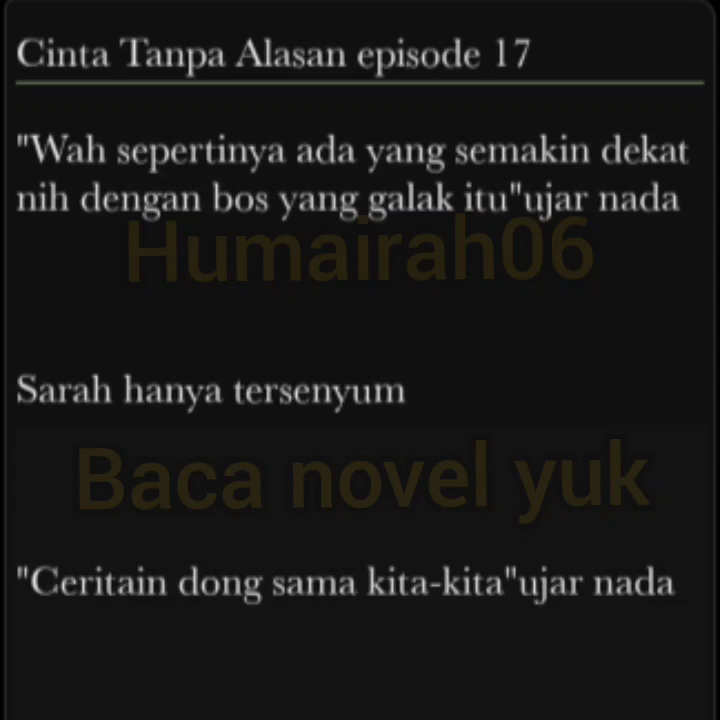 Cinta Tanpa Alasan episode 17
"Wah sepertinya ada yang semakin dekat
nih dengan bos yang galak itu"ujar nada
Humairah06
Sarah hanya tersenyum
Baca novel yuk
"Ceritain dong sama kita-kita"ujar nada